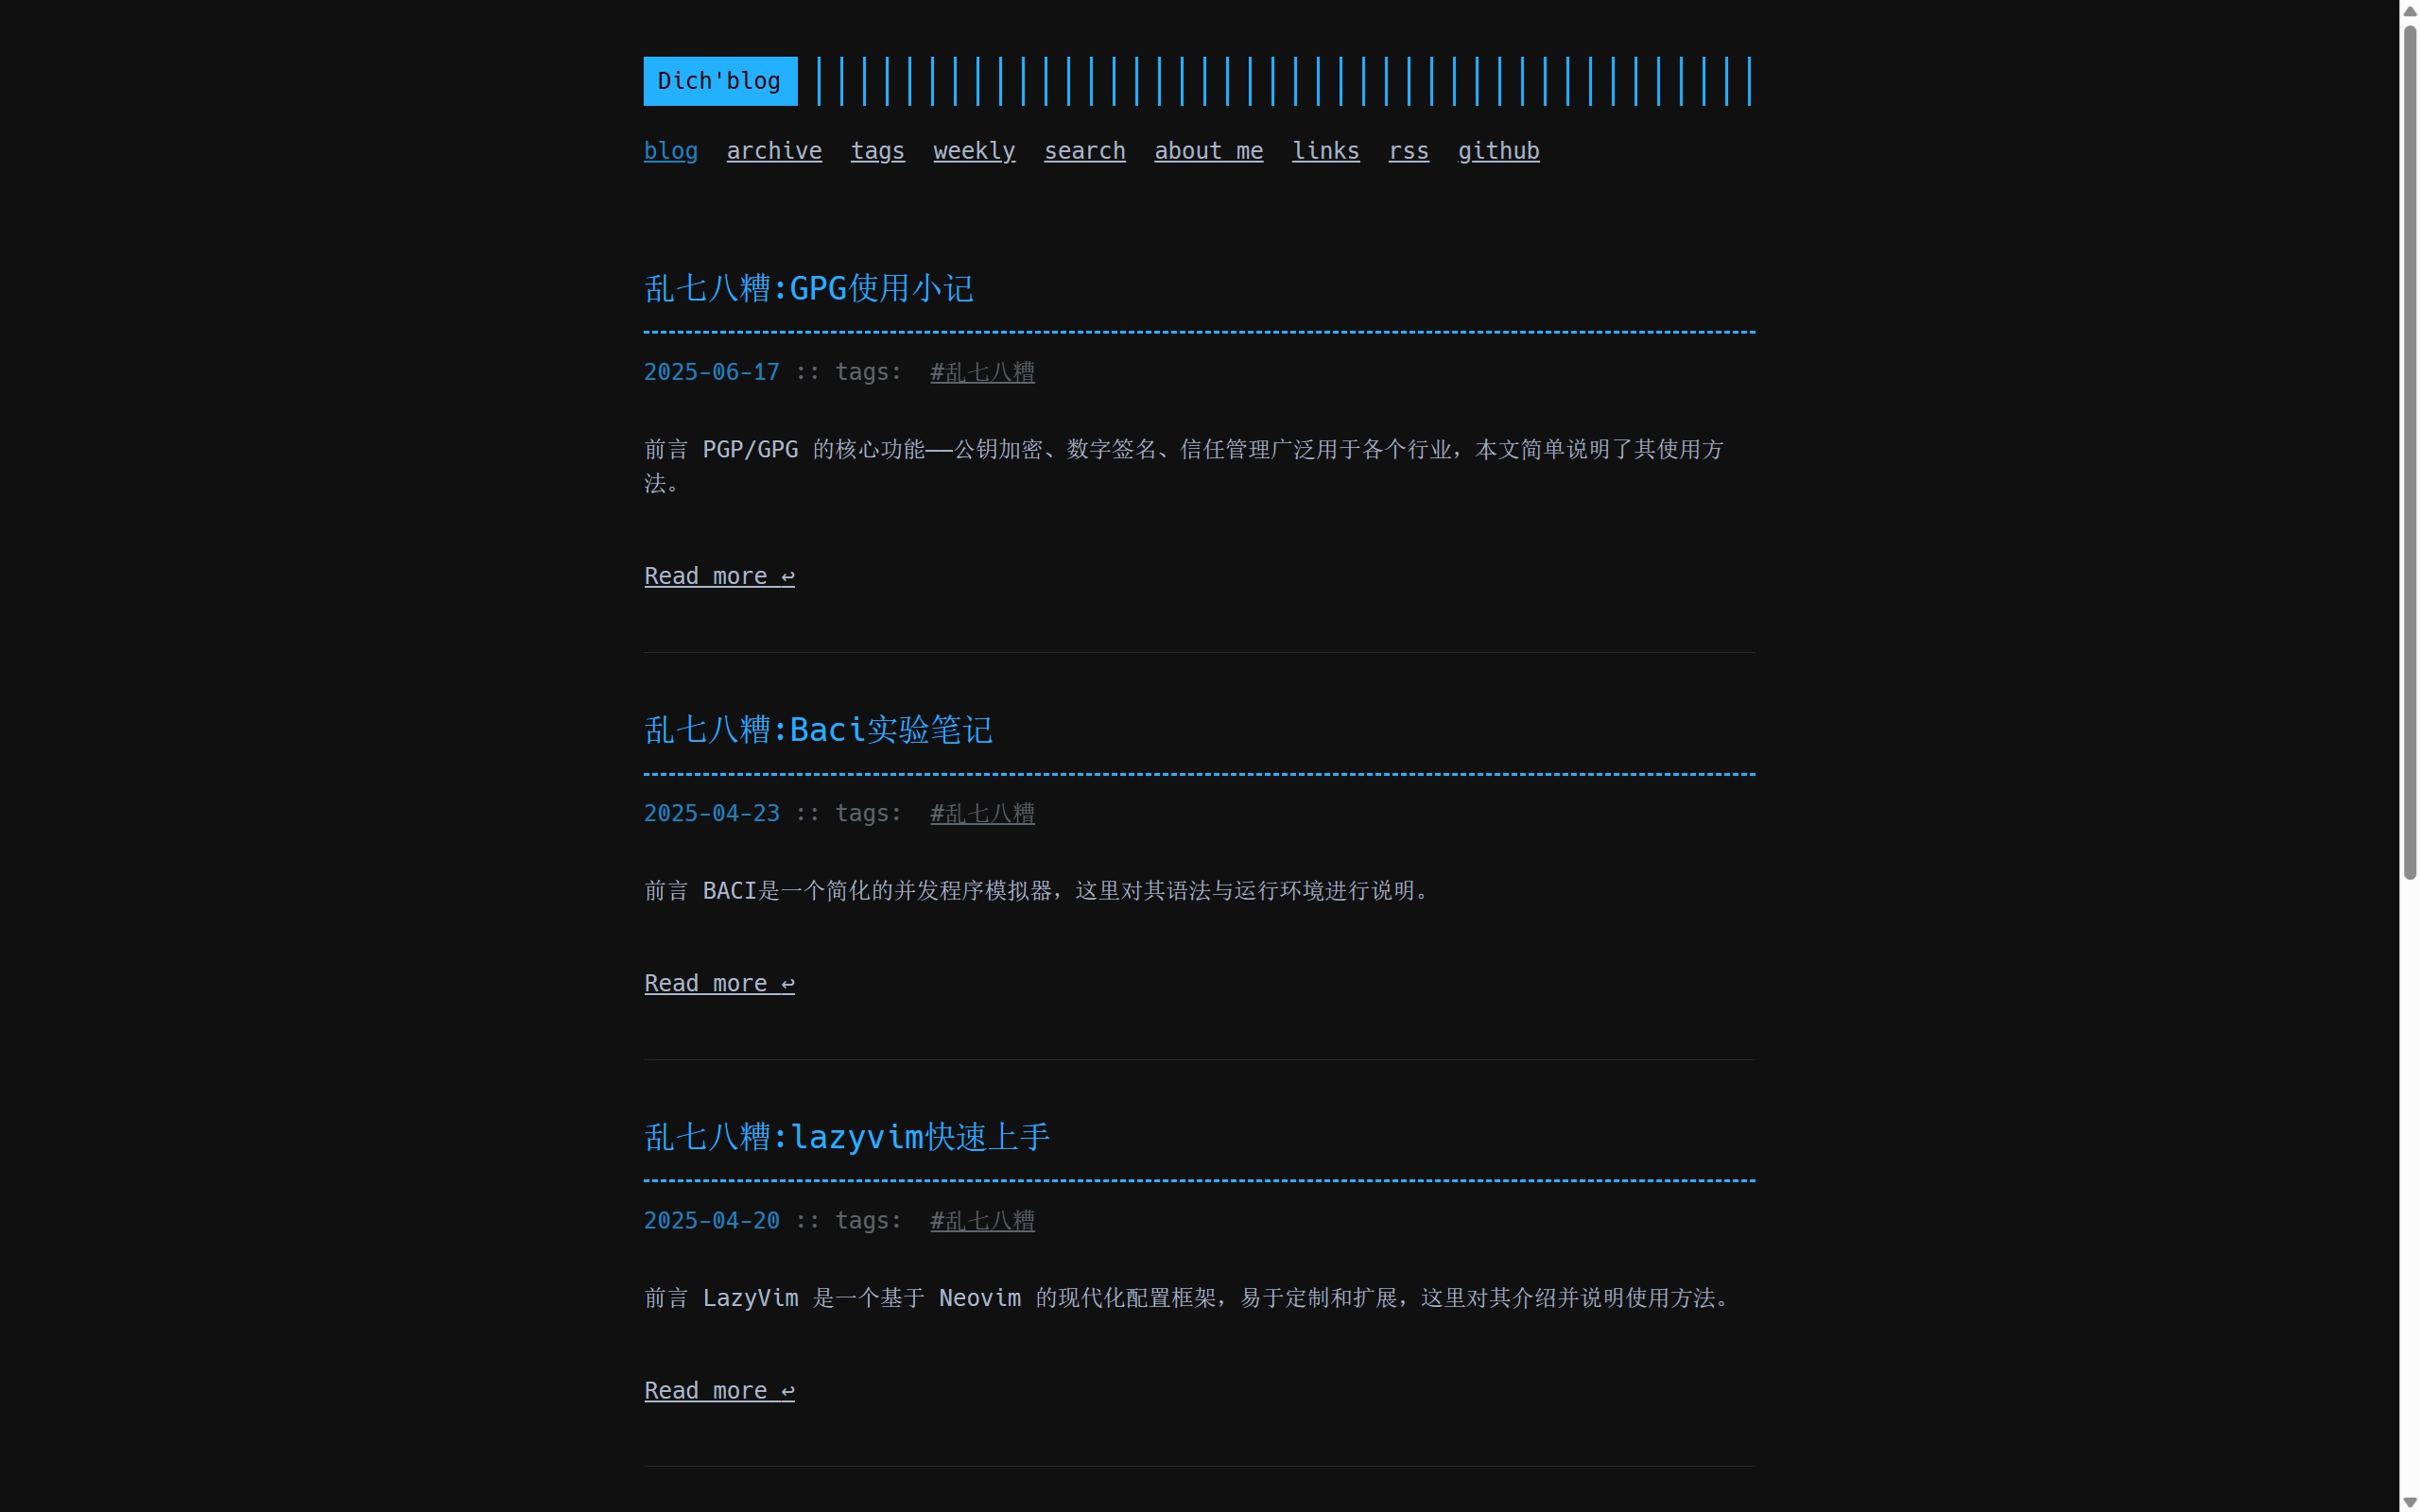 Dich'blog
blog archive tags weekly search about me links rss github
乱七八糟:GPG使用小记
2025-06-17 :: tags: #乱七八糟
前言 PGP/GPG 的核心功能——公钥加密、数字签名、信任管理广泛用于各个行业，本文简单说明了其使用方
法。
Read more ↩
乱七八糟:Baci实验笔记
2025-04-23 :: tags: #乱七八糟
前言 BACI是一个简化的并发程序模拟器，这里对其语法与运行环境进行说明。
Read more ↩
乱七八糟:lazyvim快速上手
2025-04-20 :: tags: #乱七八糟
前言 LazyVim 是一个基于 Neovim 的现代化配置框架，易于定制和扩展，这里对其介绍并说明使用方法。
Read more ↩